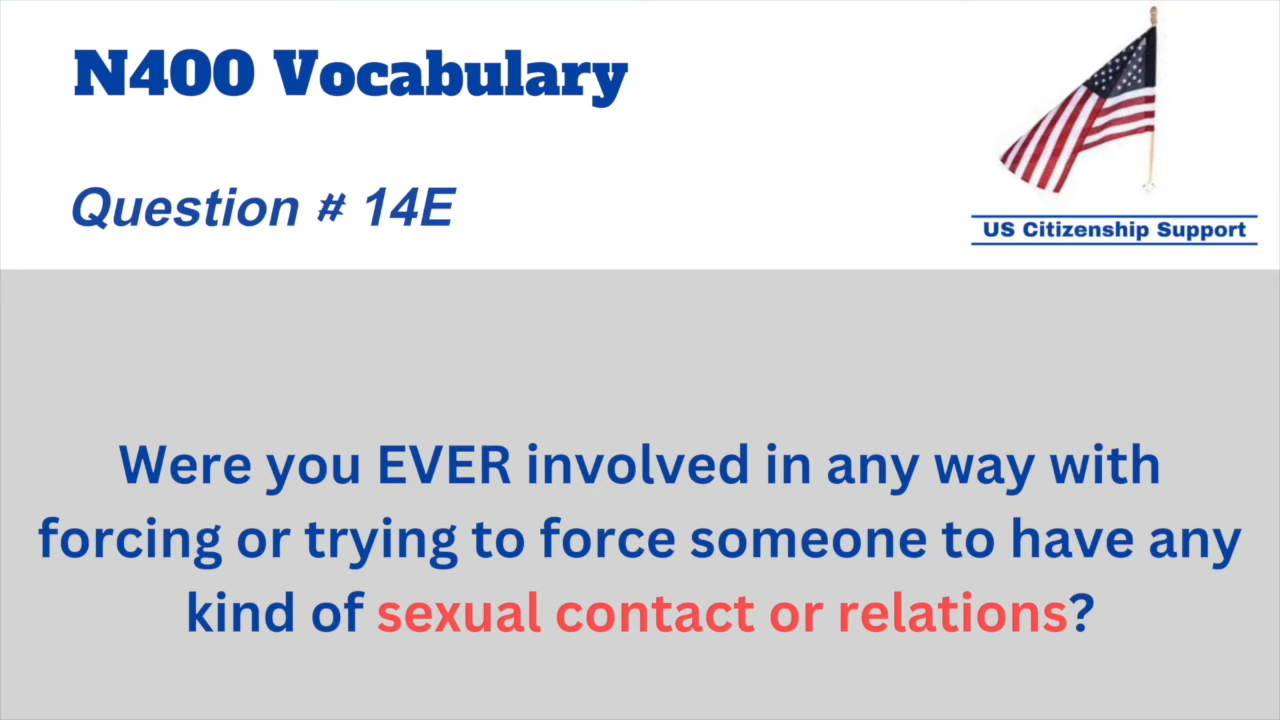 N400 Vocabulary
Question # 14E
US Citizenship Support
Were you EVER involved in any way with
forcing or trying to force someone to have any
kind of sexual contact or relations?